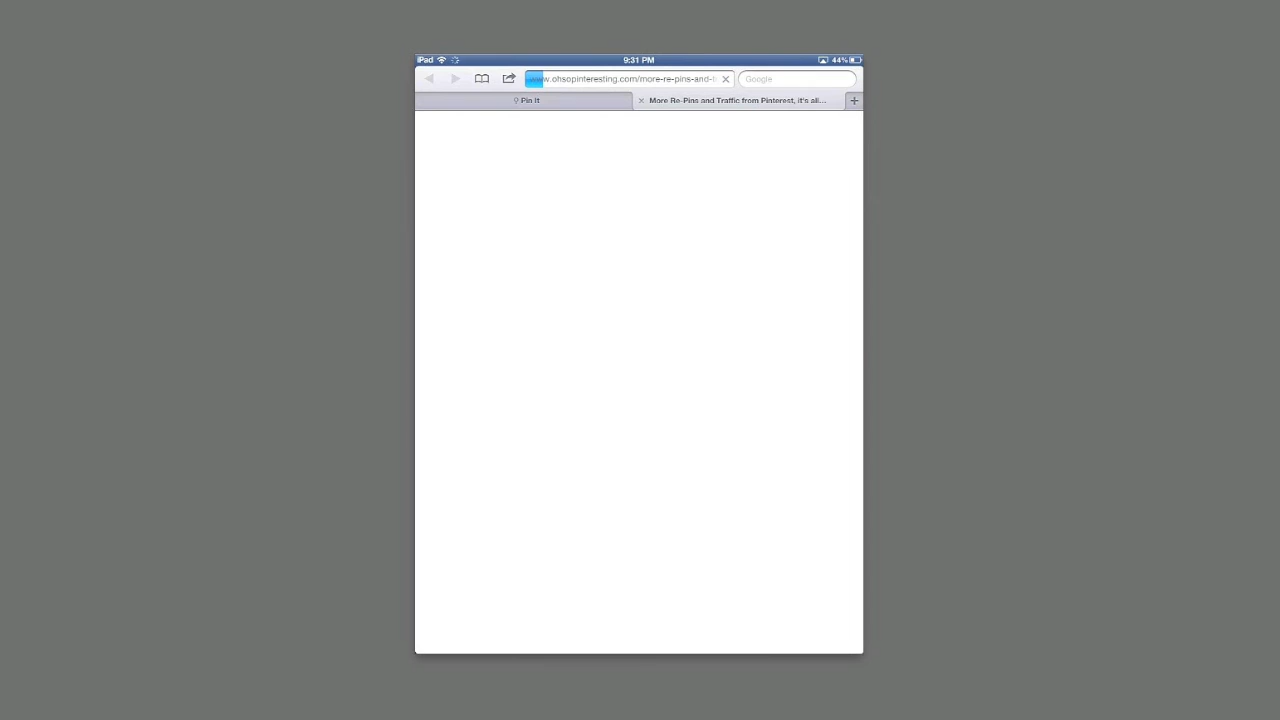 iPad 9:31 PM 44%
www.ohsopinteresting.com/more-re-pins-and-t Google
Pin It More Re-Pins and Traffic from Pinterest, it's all...